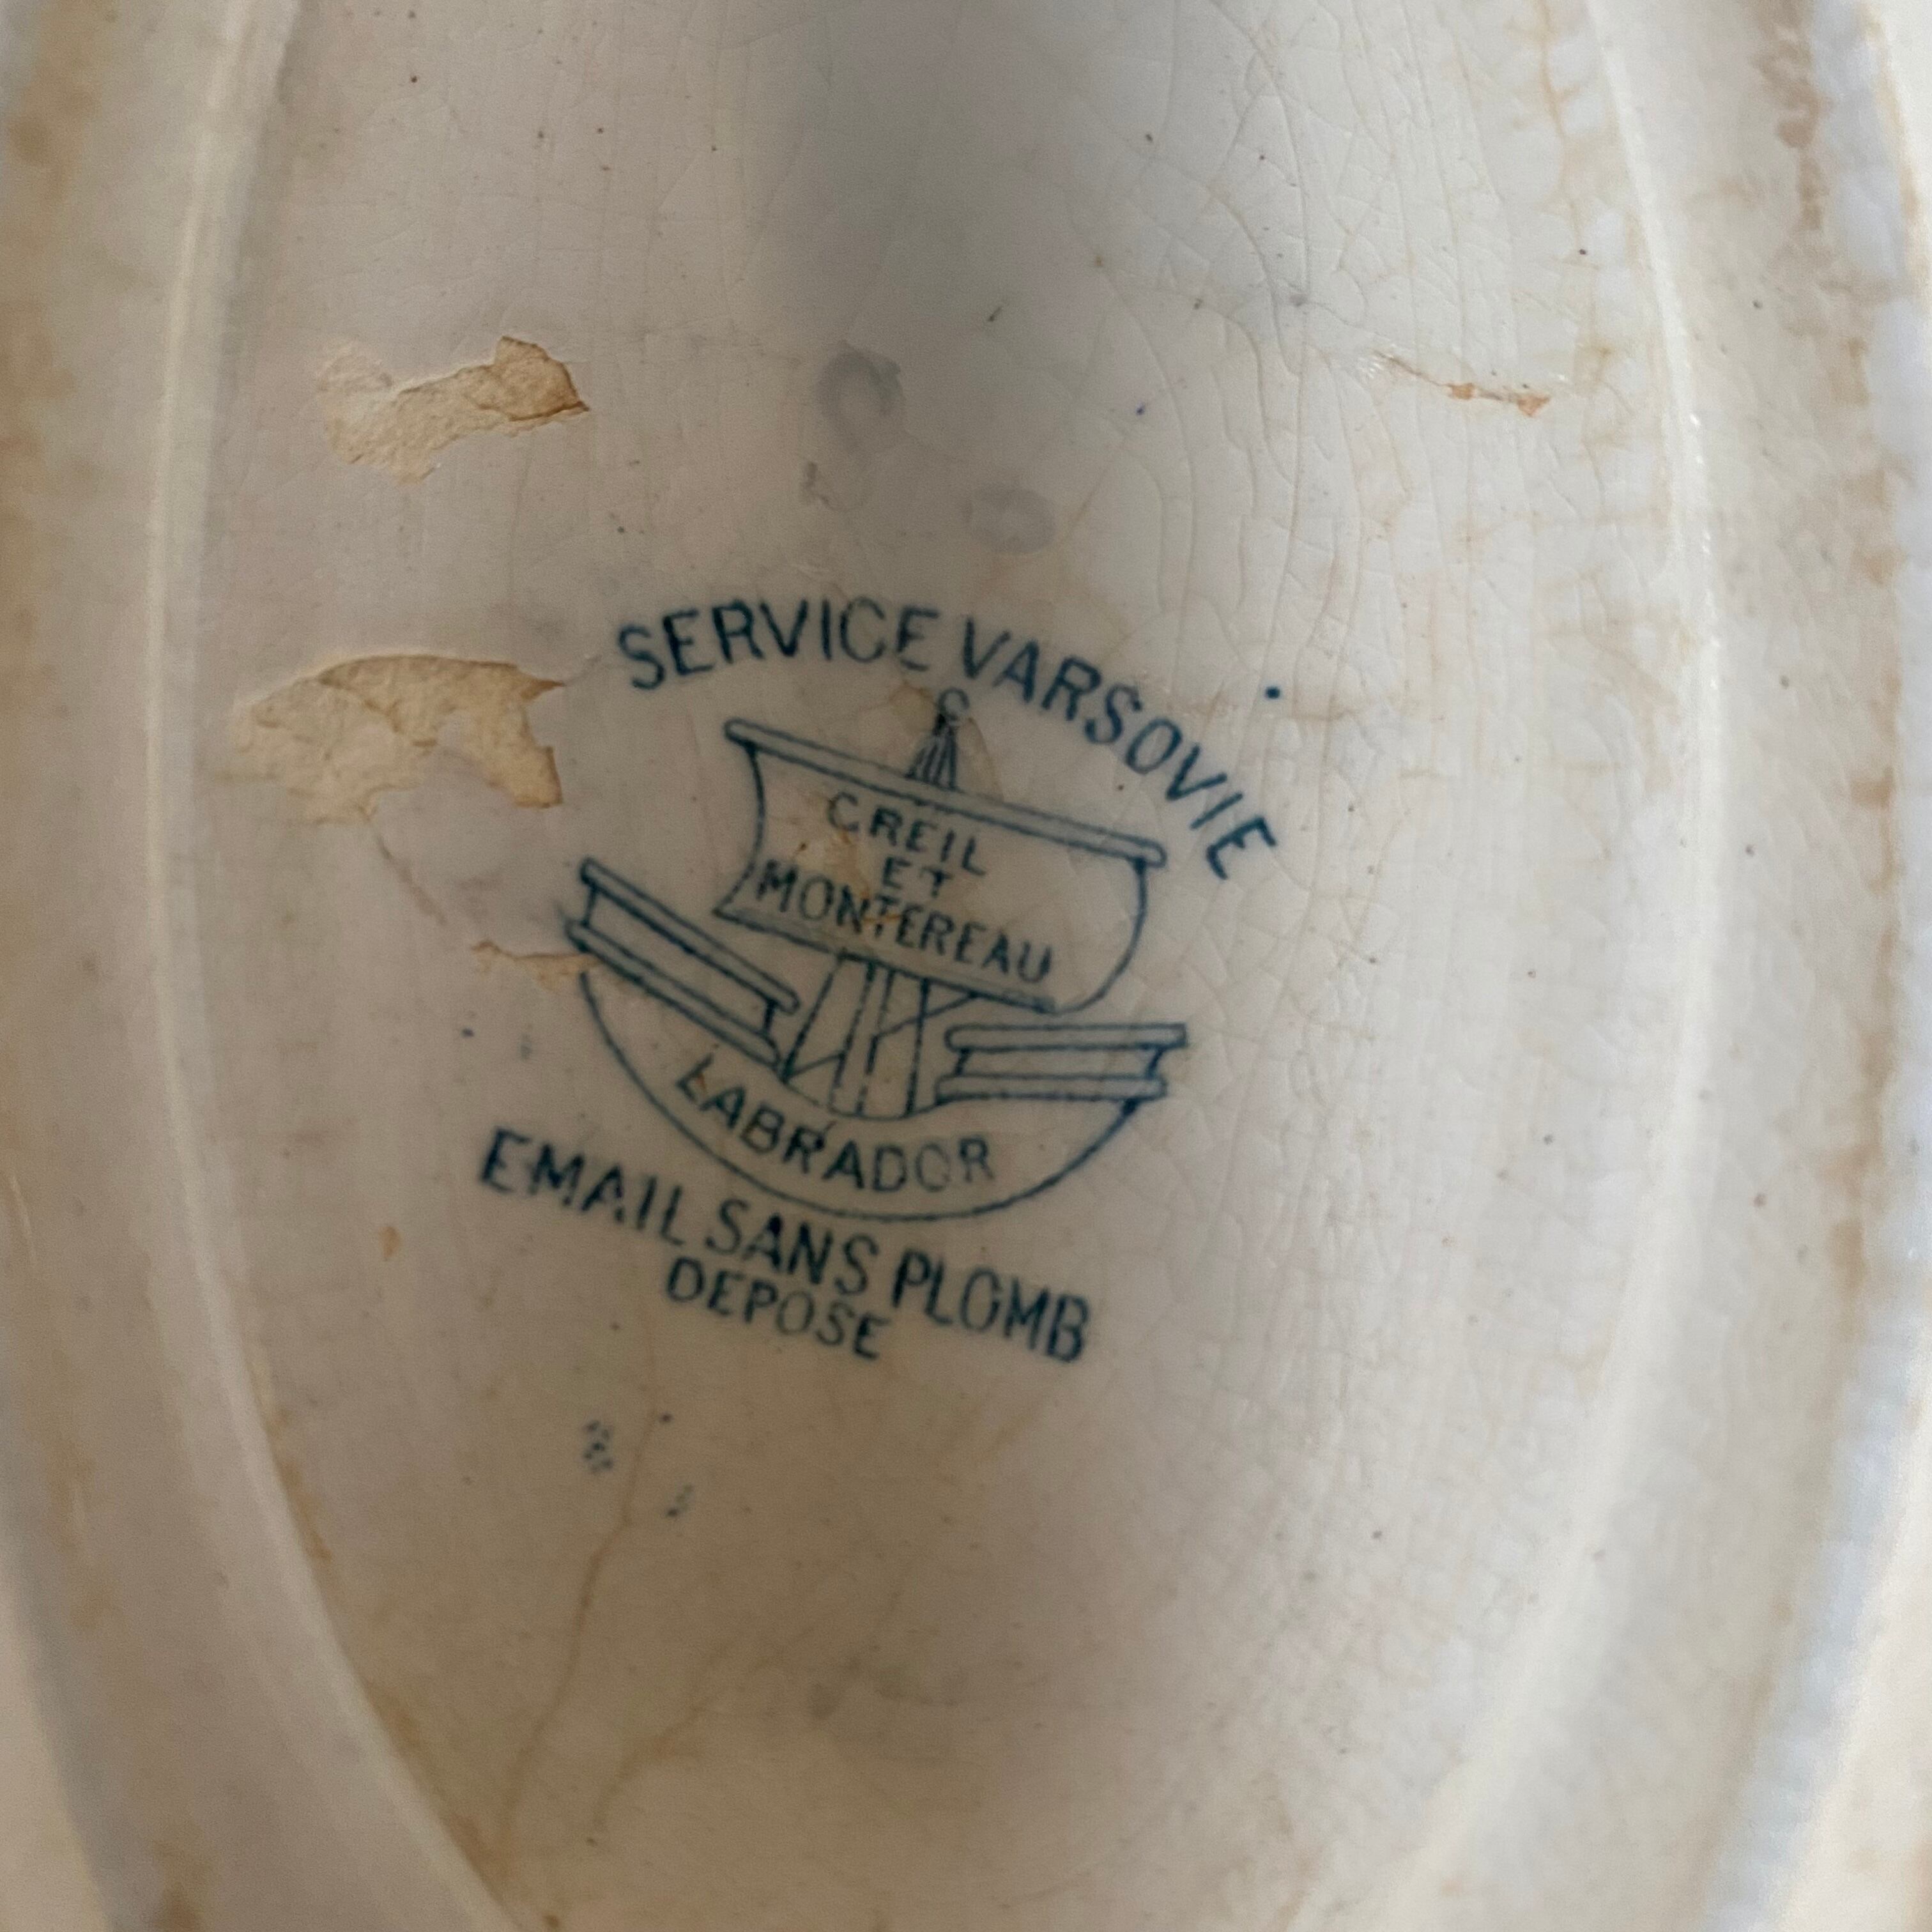 SERVICE VARSOVIE
CREIL
ET
MONTEREAU
LABRADOR
EMAIL SANS PLOMB
DEPOSE